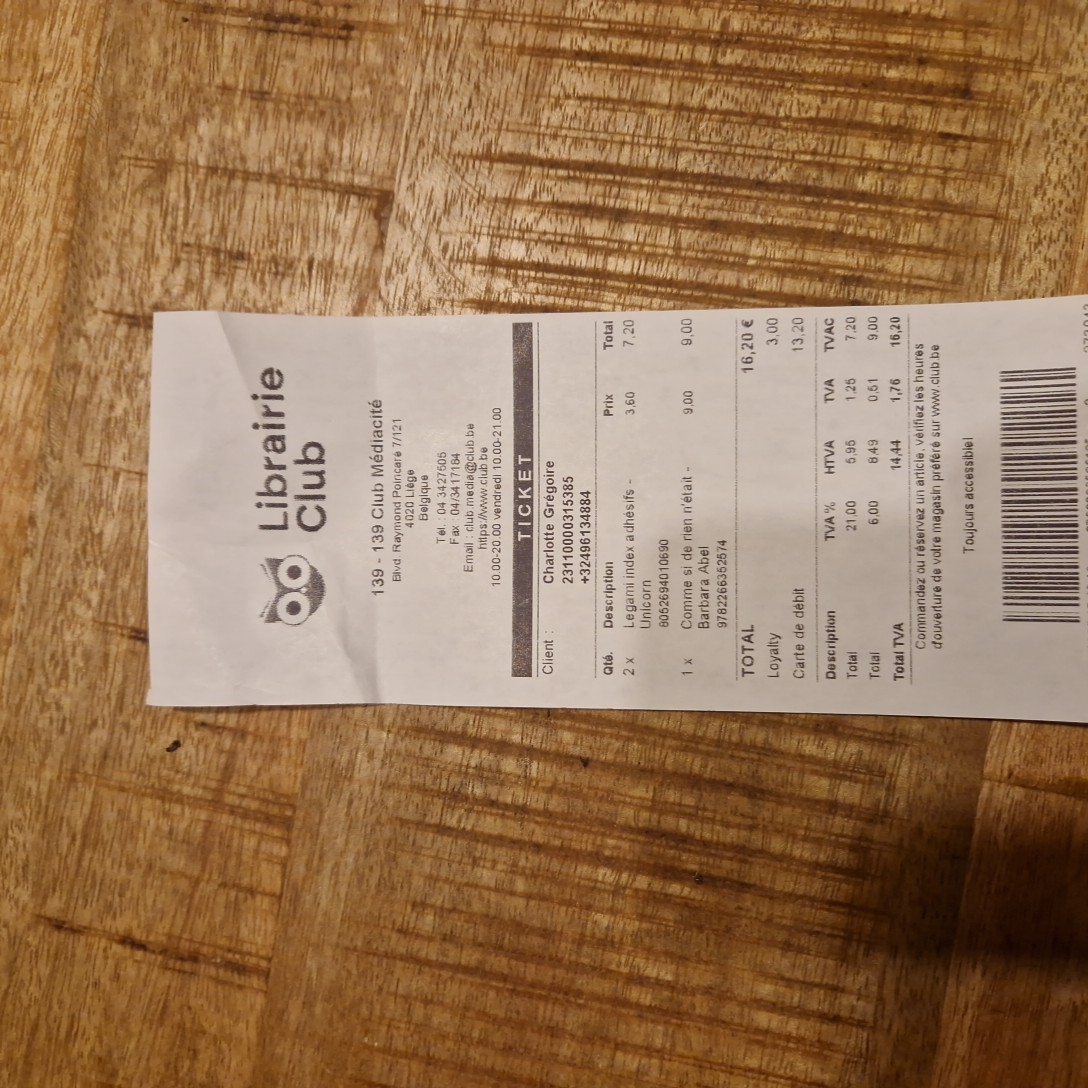 Librairie
Club
139 - 139 Club Médiacité
Blvd. Raymond Poincaré 7/121
4020 Liège
Belgique
Tél. : 04 3427605
Fax : 04/3417184
Email : club.media@club.be
https://www.club.be
10.00-20.00 vendredi 10.00-21.00
TICKET
Client : Charlotte Grégoire
2311000031 5385
+32496134884
Qté. Description Prix Total
2 x Legami index adhésifs - 3,60 7,20
Unicorn
8052694010690
1 x Comme si de rien n'était - 9,00 9,00
Barbara Abel
9782266352574
TOTAL 16,20 €
Loyalty 3,00
Carte de débit 13,20
Description TVA % HTVA TVA TVAC
Total 21,00 5,95 1,25 7,20
Total 6,00 8,49 0,51 9,00
Total TVA 14,44 1,76 16,20
Commandez ou réservez un article, vérifiez les heures
d'ouverture de votre magasin préféré sur www.club.be
Toujours accessible!